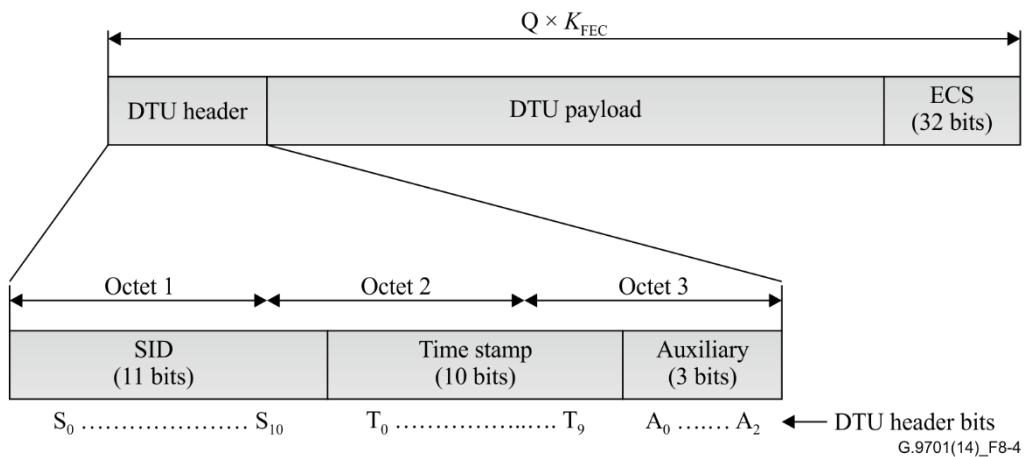 Q × K_FEC
DTU header
DTU payload
ECS
(32 bits)
Octet 1
Octet 2
Octet 3
SID
(11 bits)
Time stamp
(10 bits)
Auxiliary
(3 bits)
S₀ ………………… S₁₀
T₀ ……………..…. T₉
A₀ ….… A₂
DTU header bits
G.9701(14)_F8-4